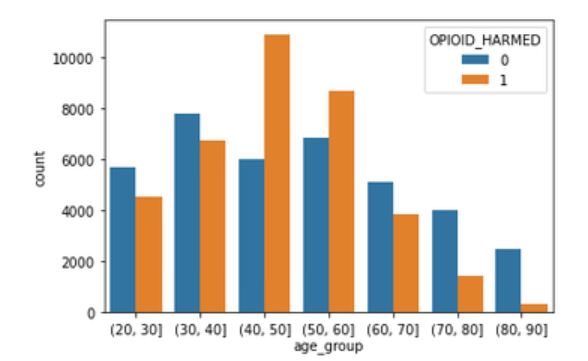 OPIOID_HARMED
0
1
10000
8000
6000
4000
2000
0
count
(20, 30] (30, 40] (40, 50] (50, 60] (60, 70] (70, 80] (80, 90]
age_group